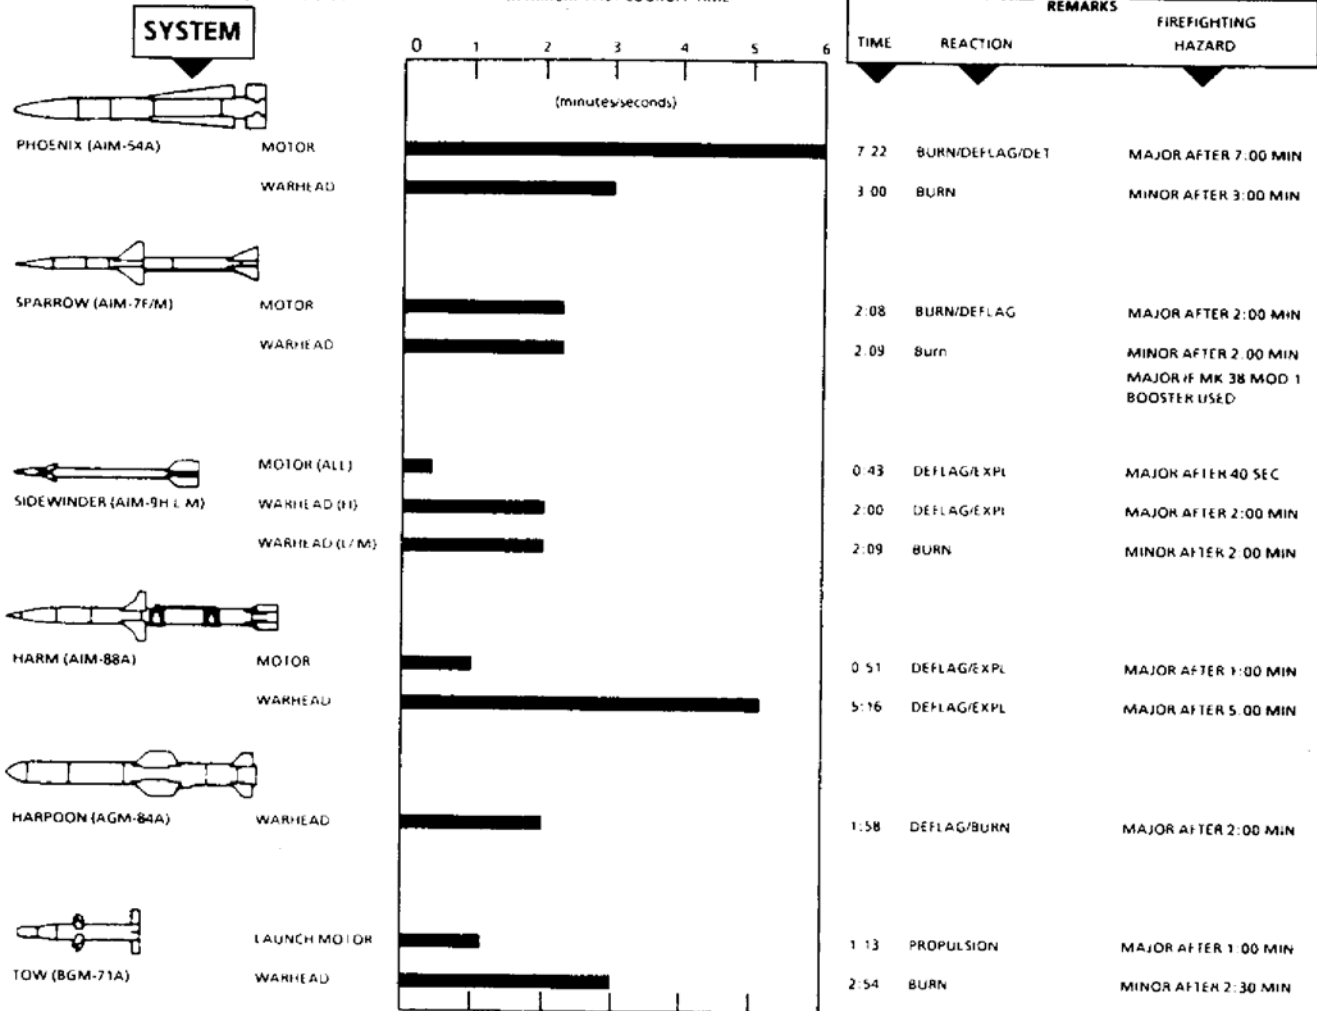 SYSTEM
0 1 2 3 4 5 6
(minutes/seconds)
REMARKS
TIME REACTION FIREFIGHTING
HAZARD
PHOENIX (AIM-54A) MOTOR 7 22 BURN/DEFLAG/DET MAJOR AFTER 7:00 MIN
WARHEAD 3 00 BURN MINOR AFTER 3:00 MIN
SPARROW (AIM-7F/M) MOTOR 2:08 BURN/DEFLAG MAJOR AFTER 2:00 MIN
WARHEAD 2.09 Burn MINOR AFTER 2.00 MIN
MAJOR IF MK 38 MOD 1
BOOSTER USED
SIDEWINDER (AIM-9H L M) MOTOR (ALL) 0:43 DEFLAG/EXPL MAJOR AFTER 40 SEC
WARHEAD (H) 2:00 DEFLAG/EXPL MAJOR AFTER 2:00 MIN
WARHEAD (L/M) 2:09 BURN MINOR AFTER 2:00 MIN
HARM (AIM-88A) MOTOR 0 51 DEFLAG/EXPL MAJOR AFTER 1:00 MIN
WARHEAD 5:16 DEFLAG/EXPL MAJOR AFTER 5.00 MIN
HARPOON (AGM-84A) WARHEAD 1:58 DEFLAG/BURN MAJOR AFTER 2:00 MIN
TOW (BGM-71A) LAUNCH MOTOR 1 13 PROPULSION MAJOR AFTER 1:00 MIN
WARHEAD 2:54 BURN MINOR AFTER 2:30 MIN